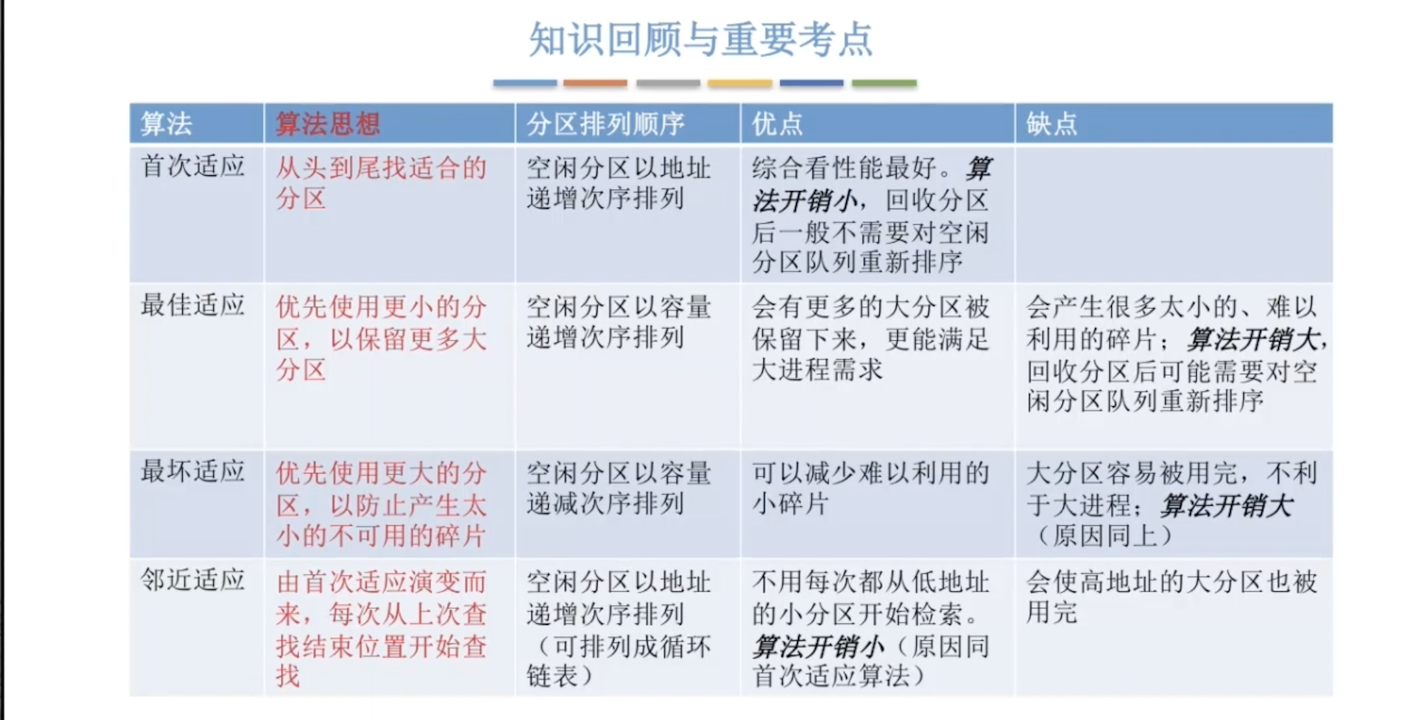 知识回顾与重要考点
算法
算法思想
分区排列顺序
优点
缺点
首次适应
从头到尾找适合的
分区
空闲分区以地址
递增次序排列
综合看性能最好。算
法开销小，回收分区
后一般不需要对空闲
分区队列重新排序
最佳适应
优先使用更小的分
区，以保留更多大
分区
空闲分区以容量
递增次序排列
会有更多的大分区被
保留下来，更能满足
大进程需求
会产生很多太小的、难以
利用的碎片；算法开销大，
回收分区后可能需要对空
闲分区队列重新排序
最坏适应
优先使用更大的分
区，以防止产生太
小的不可用的碎片
空闲分区以容量
递减次序排列
可以减少难以利用的
小碎片
大分区容易被用完，不利
于大进程；算法开销大
（原因同上）
邻近适应
由首次适应演变而
来，每次从上次查
找结束位置开始查
找
空闲分区以地址
递增次序排列
（可排列成循环
链表）
不用每次都从低地址
的小分区开始检索。
算法开销小（原因同
首次适应算法）
会使高地址的大分区也被
用完